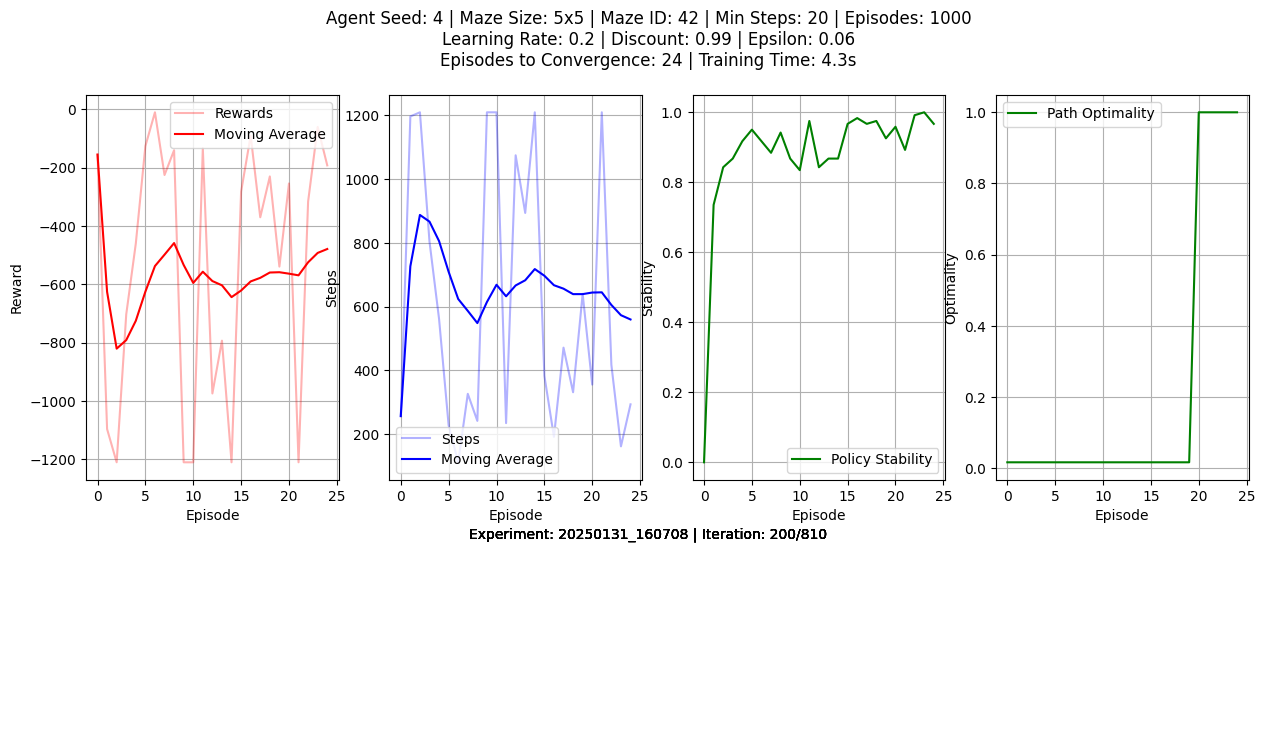 Agent Seed: 4 | Maze Size: 5x5 | Maze ID: 42 | Min Steps: 20 | Episodes: 1000
Learning Rate: 0.2 | Discount: 0.99 | Epsilon: 0.06
Episodes to Convergence: 24 | Training Time: 4.3s
Reward
0
−200
−400
−600
−800
−1000
−1200
Rewards
Moving Average
0 5 10 15 20 25
Episode
Steps
1200
1000
800
600
400
200
Steps
Moving Average
0 5 10 15 20 25
Episode
Stability
1.0
0.8
0.6
0.4
0.2
0.0
Policy Stability
0 5 10 15 20 25
Episode
Optimality
1.0
0.8
0.6
0.4
0.2
0.0
Path Optimality
0 5 10 15 20 25
Episode
Experiment: 20250131_160708 | Iteration: 200/810